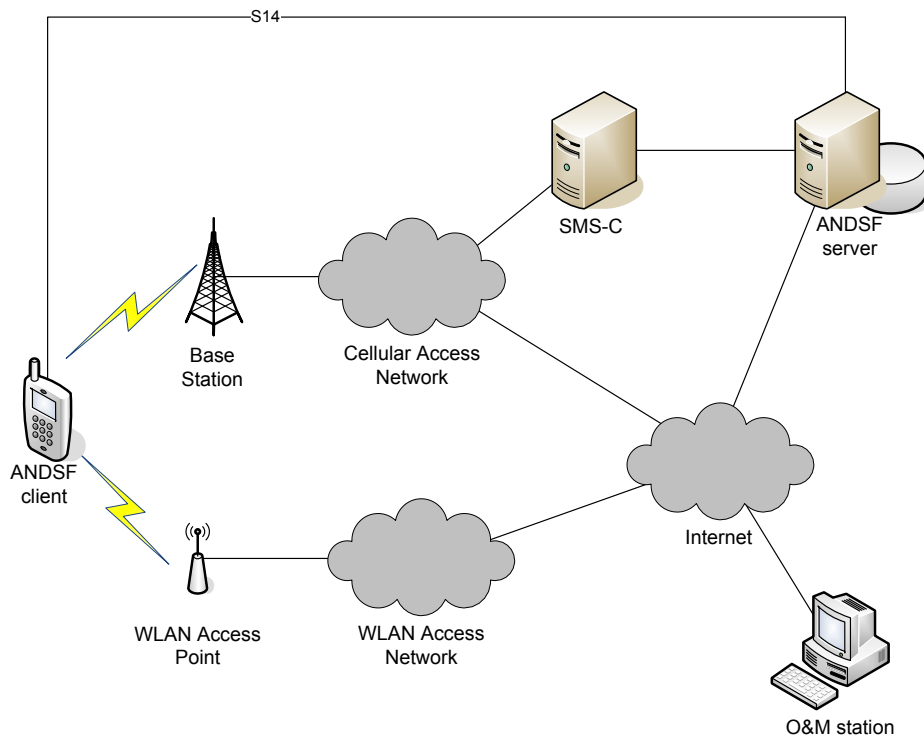 S14
SMS-C
ANDSF
server
Base
Station
Cellular Access
Network
ANDSF
client
Internet
WLAN Access
Point
WLAN Access
Network
O&M station